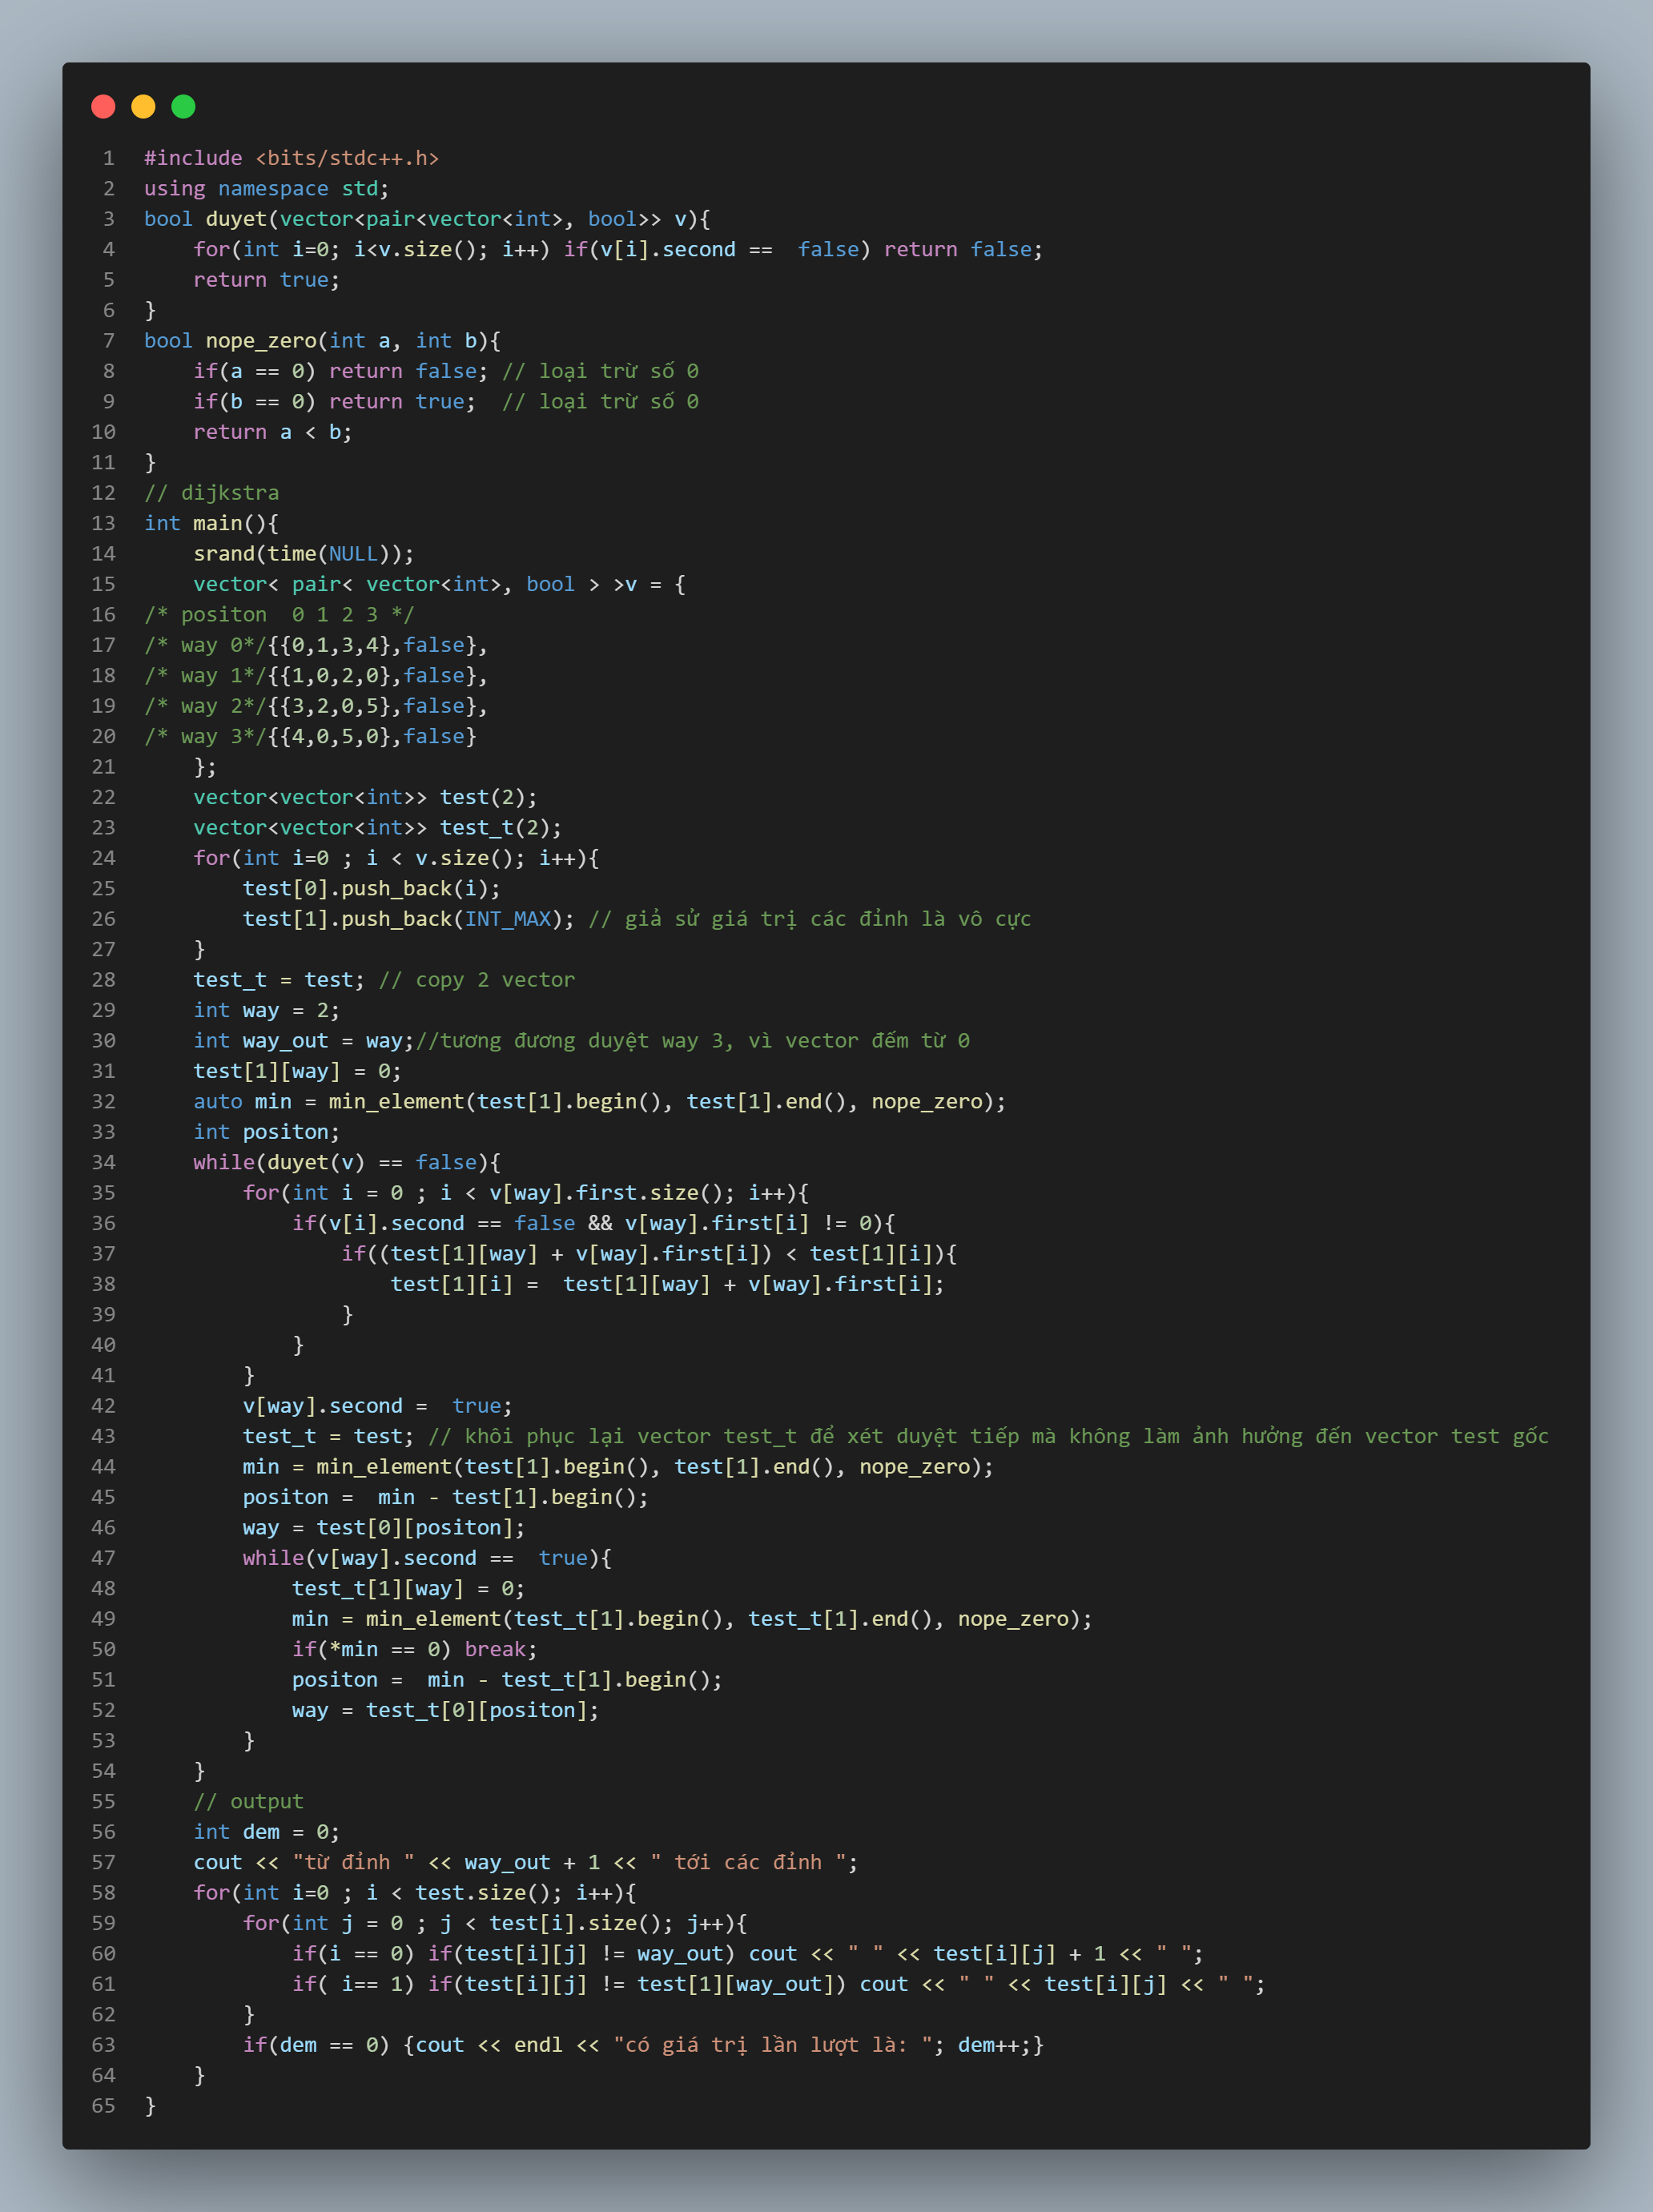 1 #include <bits/stdc++.h>
2 using namespace std;
3 bool duyet(vector<pair<vector<int>, bool>> v){
4     for(int i=0; i<v.size(); i++) if(v[i].second ==  false) return false;
5     return true;
6 }
7 bool nope_zero(int a, int b){
8     if(a == 0) return false; // loại trừ số 0
9     if(b == 0) return true;  // loại trừ số 0
10     return a < b;
11 }
12 // dijkstra
13 int main(){
14     srand(time(NULL));
15     vector< pair< vector<int>, bool > >v = {
16 /* positon  0 1 2 3 */
17 /* way 0*/{{0,1,3,4},false},
18 /* way 1*/{{1,0,2,0},false},
19 /* way 2*/{{3,2,0,5},false},
20 /* way 3*/{{4,0,5,0},false}
21     };
22     vector<vector<int>> test(2);
23     vector<vector<int>> test_t(2);
24     for(int i=0 ; i < v.size(); i++){
25         test[0].push_back(i);
26         test[1].push_back(INT_MAX); // giả sử giá trị các đỉnh là vô cực
27     }
28     test_t = test; // copy 2 vector
29     int way = 2;
30     int way_out = way;//tương đương duyệt way 3, vì vector đếm từ 0
31     test[1][way] = 0;
32     auto min = min_element(test[1].begin(), test[1].end(), nope_zero);
33     int positon;
34     while(duyet(v) == false){
35         for(int i = 0 ; i < v[way].first.size(); i++){
36             if(v[i].second == false && v[way].first[i] != 0){
37                 if((test[1][way] + v[way].first[i]) < test[1][i]){
38                     test[1][i] =  test[1][way] + v[way].first[i];
39                 }
40             }
41         }
42         v[way].second =  true;
43         test_t = test; // khôi phục lại vector test_t để xét duyệt tiếp mà không làm ảnh hưởng đến vector test gốc
44         min = min_element(test[1].begin(), test[1].end(), nope_zero);
45         positon =  min - test[1].begin();
46         way = test[0][positon];
47         while(v[way].second ==  true){
48             test_t[1][way] = 0;
49             min = min_element(test_t[1].begin(), test_t[1].end(), nope_zero);
50             if(*min == 0) break;
51             positon =  min - test_t[1].begin();
52             way = test_t[0][positon];
53         }
54     }
55     // output
56     int dem = 0;
57     cout << "từ đỉnh " << way_out + 1 << " tới các đỉnh ";
58     for(int i=0 ; i < test.size(); i++){
59         for(int j = 0 ; j < test[i].size(); j++){
60             if(i == 0) if(test[i][j] != way_out) cout << " " << test[i][j] + 1 << " ";
61             if( i== 1) if(test[i][j] != test[1][way_out]) cout << " " << test[i][j] << " ";
62         }
63         if(dem == 0) {cout << endl << "có giá trị lần lượt là: "; dem++;}
64     }
65 }